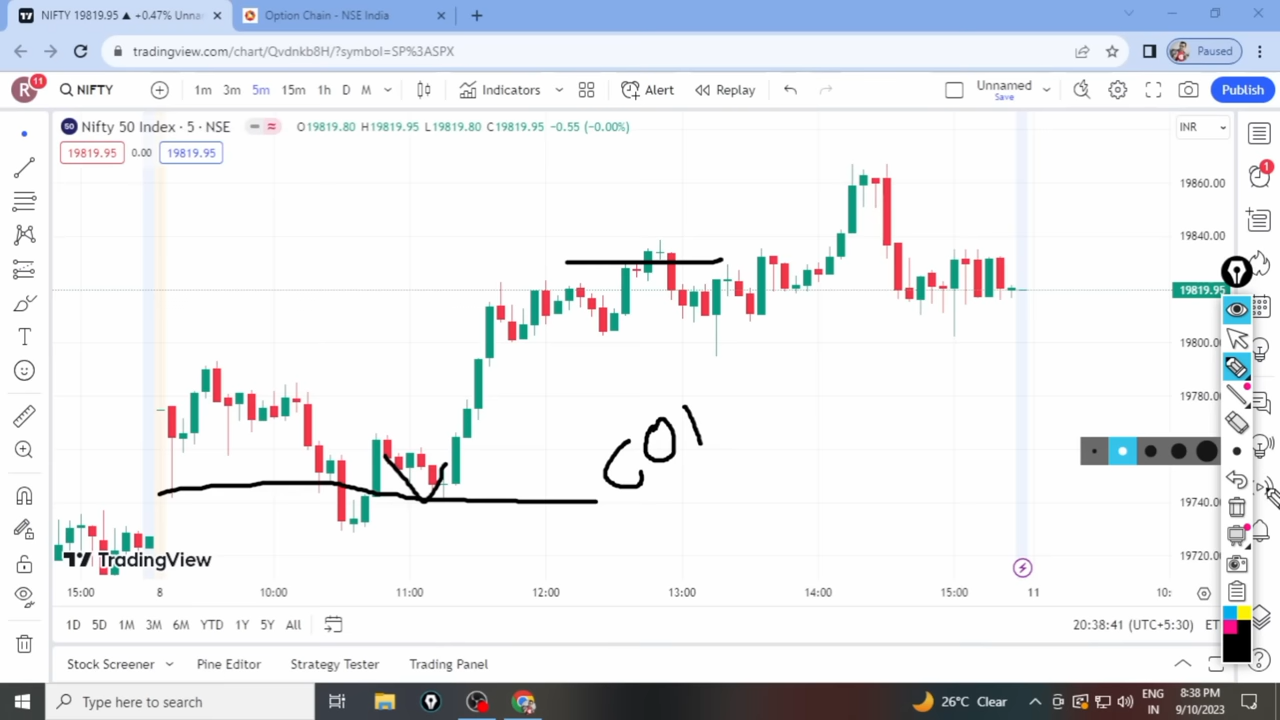 NIFTY 19819.95 ▲ +0.47% Unna
Option Chain - NSE India
tradingview.com/chart/Qvdnkb8H/?symbol=SP%3ASPX
Paused
R 11
NIFTY
1m 3m 5m 15m 1h D M
Indicators
Alert
Replay
Unnamed
Save
Publish
Nifty 50 Index · 5 · NSE
O19819.80 H19819.95 L19819.80 C19819.95 -0.55 (-0.00%)
INR
19819.95 0.00 19819.95
1
19860.00
19840.00
19819.95
19800.00
19780.00
19760.00
19740.00
19720.00
COI
TradingView
15:00 8 10:00 11:00 12:00 13:00 14:00 15:00 11 10:
1D 5D 1M 3M 6M YTD 1Y 5Y All
20:38:41 (UTC+5:30)
Stock Screener Pine Editor Strategy Tester Trading Panel
Type here to search
26°C Clear
ENG
IN
8:38 PM
9/10/2023